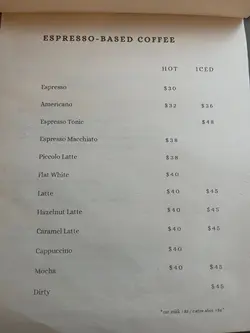 ESPRESSO-BASED COFFEE
HOT ICED
Espresso $30
Americano $32 $36
Espresso Tonic $48
Espresso Macchiato $38
Piccolo Latte $38
Flat White $40
Latte $40 $45
Hazelnut Latte $40 $45
Caramel Latte $40 $45
Cappuccino $40
Mocha $40 $45
Dirty $45